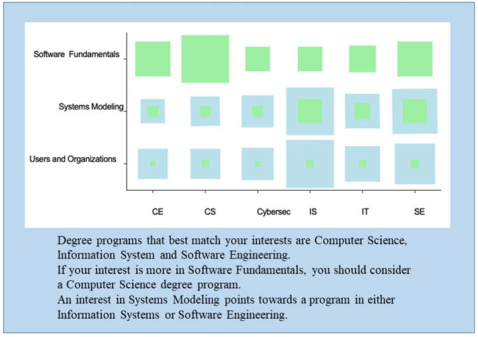 Software Fundamentals
Systems Modeling
Users and Organizations
CE CS Cybersec IS IT SE
Degree programs that best match your interests are Computer Science,
Information System and Software Engineering.
If your interest is more in Software Fundamentals, you should consider
a Computer Science degree program.
An interest in Systems Modeling points towards a program in either
Information Systems or Software Engineering.